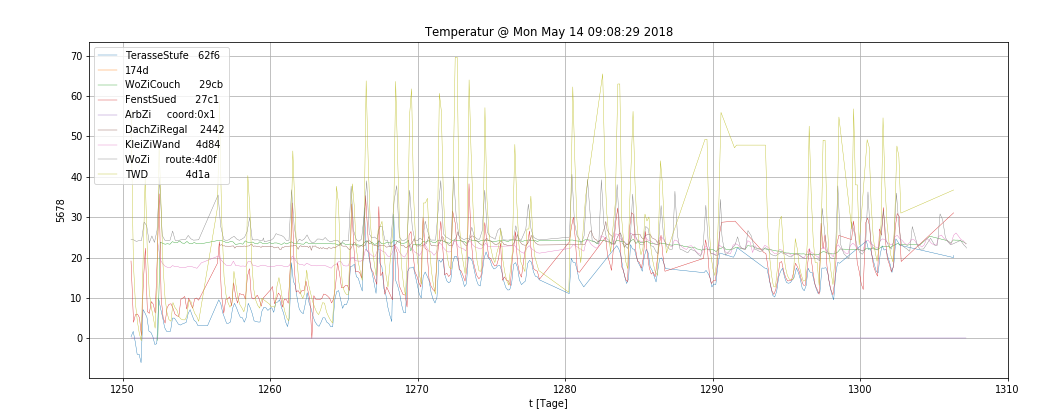 Temperatur @ Mon May 14 09:08:29 2018
70
60
50
40
30
20
10
0
5678
TerasseStufe 62f6
174d
WoZiCouch 29cb
FenstSued 27c1
ArbZi coord:0x1
DachZiRegal 2442
KleiZiWand 4d84
WoZi route:4d0f
TWD 4d1a
1250 1260 1270 1280 1290 1300 1310
t [Tage]